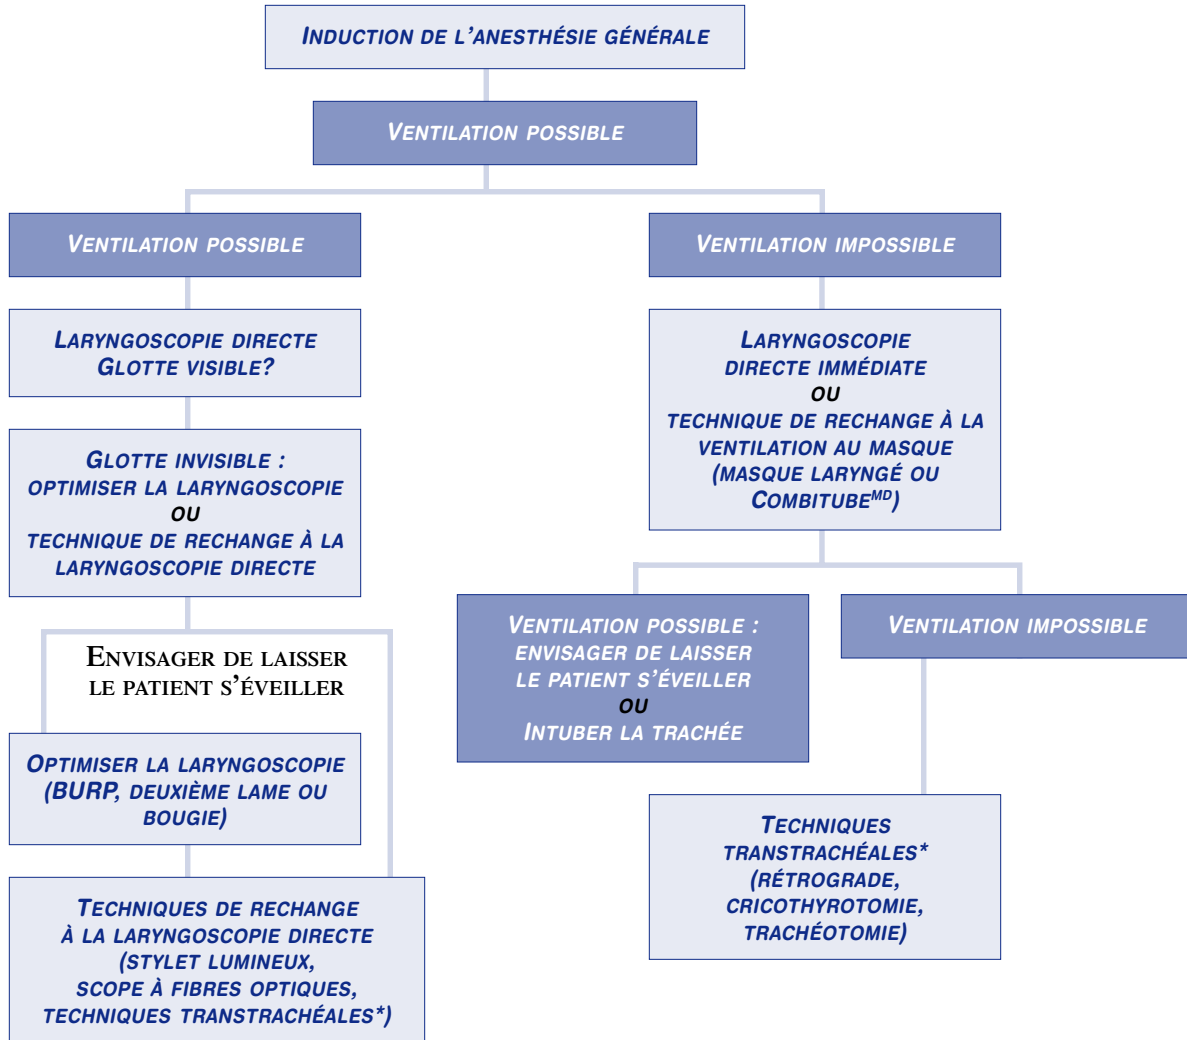 INDUCTION DE L'ANESTHÉSIE GÉNÉRALE
VENTILATION POSSIBLE
VENTILATION POSSIBLE
VENTILATION IMPOSSIBLE
LARYNGOSCOPIE DIRECTE
GLOTTE VISIBLE?
LARYNGOSCOPIE
DIRECTE IMMÉDIATE
OU
TECHNIQUE DE RECHANGE À LA
VENTILATION AU MASQUE
(MASQUE LARYNGÉ OU
COMBITUBE^MD)
GLOTTE INVISIBLE :
OPTIMISER LA LARYNGOSCOPIE
OU
TECHNIQUE DE RECHANGE À LA
LARYNGOSCOPIE DIRECTE
ENVISAGER DE LAISSER
LE PATIENT S'ÉVEILLER
VENTILATION POSSIBLE :
ENVISAGER DE LAISSER
LE PATIENT S'ÉVEILLER
OU
INTUBER LA TRACHÉE
VENTILATION IMPOSSIBLE
OPTIMISER LA LARYNGOSCOPIE
(BURP, DEUXIÈME LAME OU
BOUGIE)
TECHNIQUES
TRANSTRACHÉALES*
(RÉTROGRADE,
CRICOTHYROTOMIE,
TRACHÉOTOMIE)
TECHNIQUES DE RECHANGE
À LA LARYNGOSCOPIE DIRECTE
(STYLET LUMINEUX,
SCOPE À FIBRES OPTIQUES,
TECHNIQUES TRANSTRACHÉALES*)